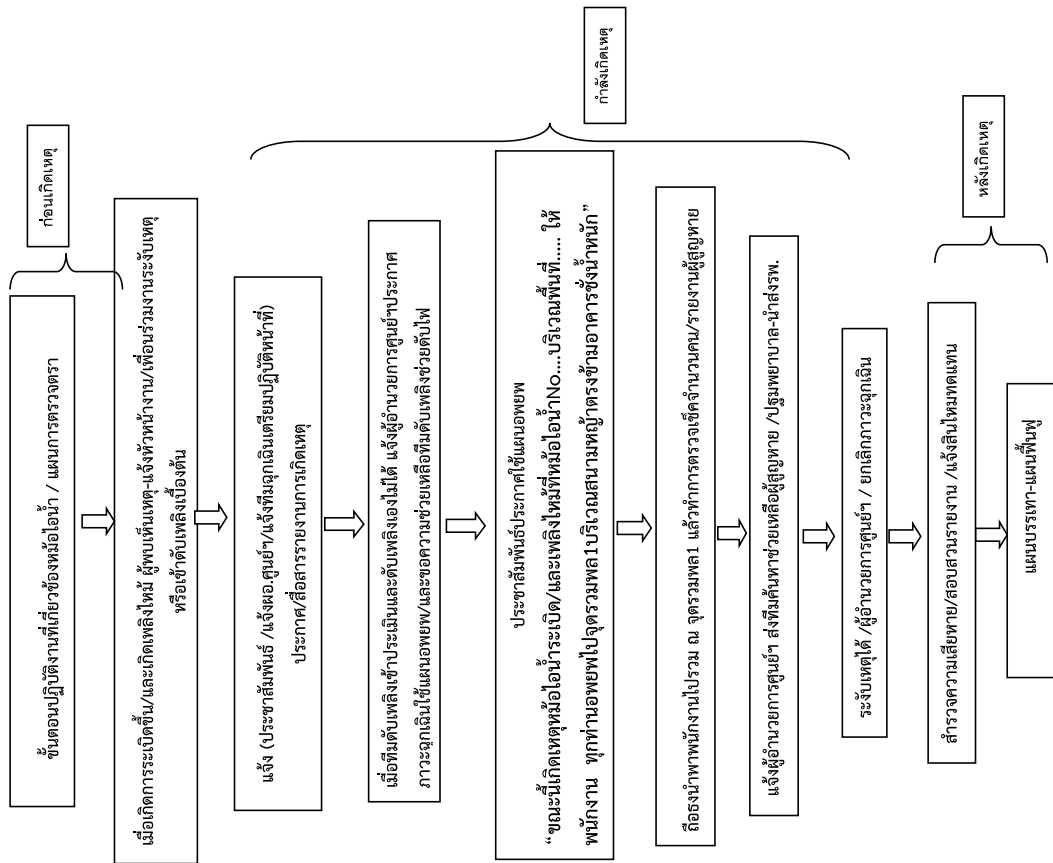 ก่อนเกิดเหตุ
ขั้นตอนปฏิบัติงานที่เกี่ยวข้องหม้อไอน้ำ / แผนการตรวจตรา
เมื่อเกิดการระเบิดขึ้น/และเกิดเพลิงไหม้ ผู้พบเห็นเหตุ-แจ้งหัวหน้างาน/เพื่อนร่วมงานระงับเหตุ
หรือเข้าดับเพลิงเบื้องต้น
กำลังเกิดเหตุ
แจ้ง (ประชาสัมพันธ์ /แจ้งผอ.ศูนย์ฯ/แจ้งทีมฉุกเฉินเตรียมปฏิบัติหน้าที่)
ประกาศ/สื่อสารรายงานการเกิดเหตุ
เมื่อทีมดับเพลิงเข้าประเมินและดับเพลิงเองไม่ได้ แจ้งผู้อำนวยการศูนย์ฯประกาศ
ภาวะฉุกเฉินใช้แผนอพยพ/และขอความช่วยเหลือทีมดับเพลิงช่วยดับไฟ
ประชาสัมพันธ์ประกาศใช้แผนอพยพ
“ขณะนี้เกิดเหตุหม้อไอน้ำระเบิด/และเพลิงไหม้ที่หม้อไอน้ำNo....บริเวณพื้นที่..... ให้
พนักงาน ทุกท่านอพยพไปจุดรวมพล1บริเวณสนามหญ้าตรงข้ามอาคารชั่งน้ำหนัก”
ถือธงนำพาพนักงานไปรวม ณ จุดรวมพล1 แล้วทำการตรวจเช็คจำนวนคน/รายงานผู้สูญหาย
แจ้งผู้อำนวยการศูนย์ฯ ส่งทีมค้นหาช่วยเหลือผู้สูญหาย /ปฐมพยาบาล-นำส่งรพ.
ระงับเหตุได้ /ผู้อำนวยการศูนย์ฯ / ยกเลิกภาวะฉุกเฉิน
หลังเกิดเหตุ
สำรวจความเสียหาย/สอบสวนรายงาน /แจ้งสินไหมทดแทน
แผนบรรเทา-แผนฟื้นฟู